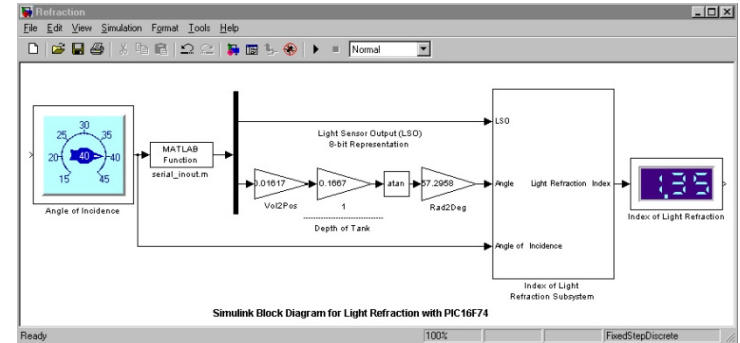 Refraction
File Edit View Simulation Format Tools Help
Normal
30
25 35
20 40 40
15 45
Angle of Incidence
MATLAB
Function
serial_inout.m
Light Sensor Output (LSO)
8-bit Representation
0.01617
Vol2Pos
0.1667
1
Depth of Tank
atan
57.2958
Rad2Deg
LSO
Angle Light Refraction Index
Angle of Incidence
Index of Light
Refraction Subsystem
1.35
Index of Light Refraction
Simulink Block Diagram for Light Refraction with PIC16F74
Ready 100% FixedStepDiscrete